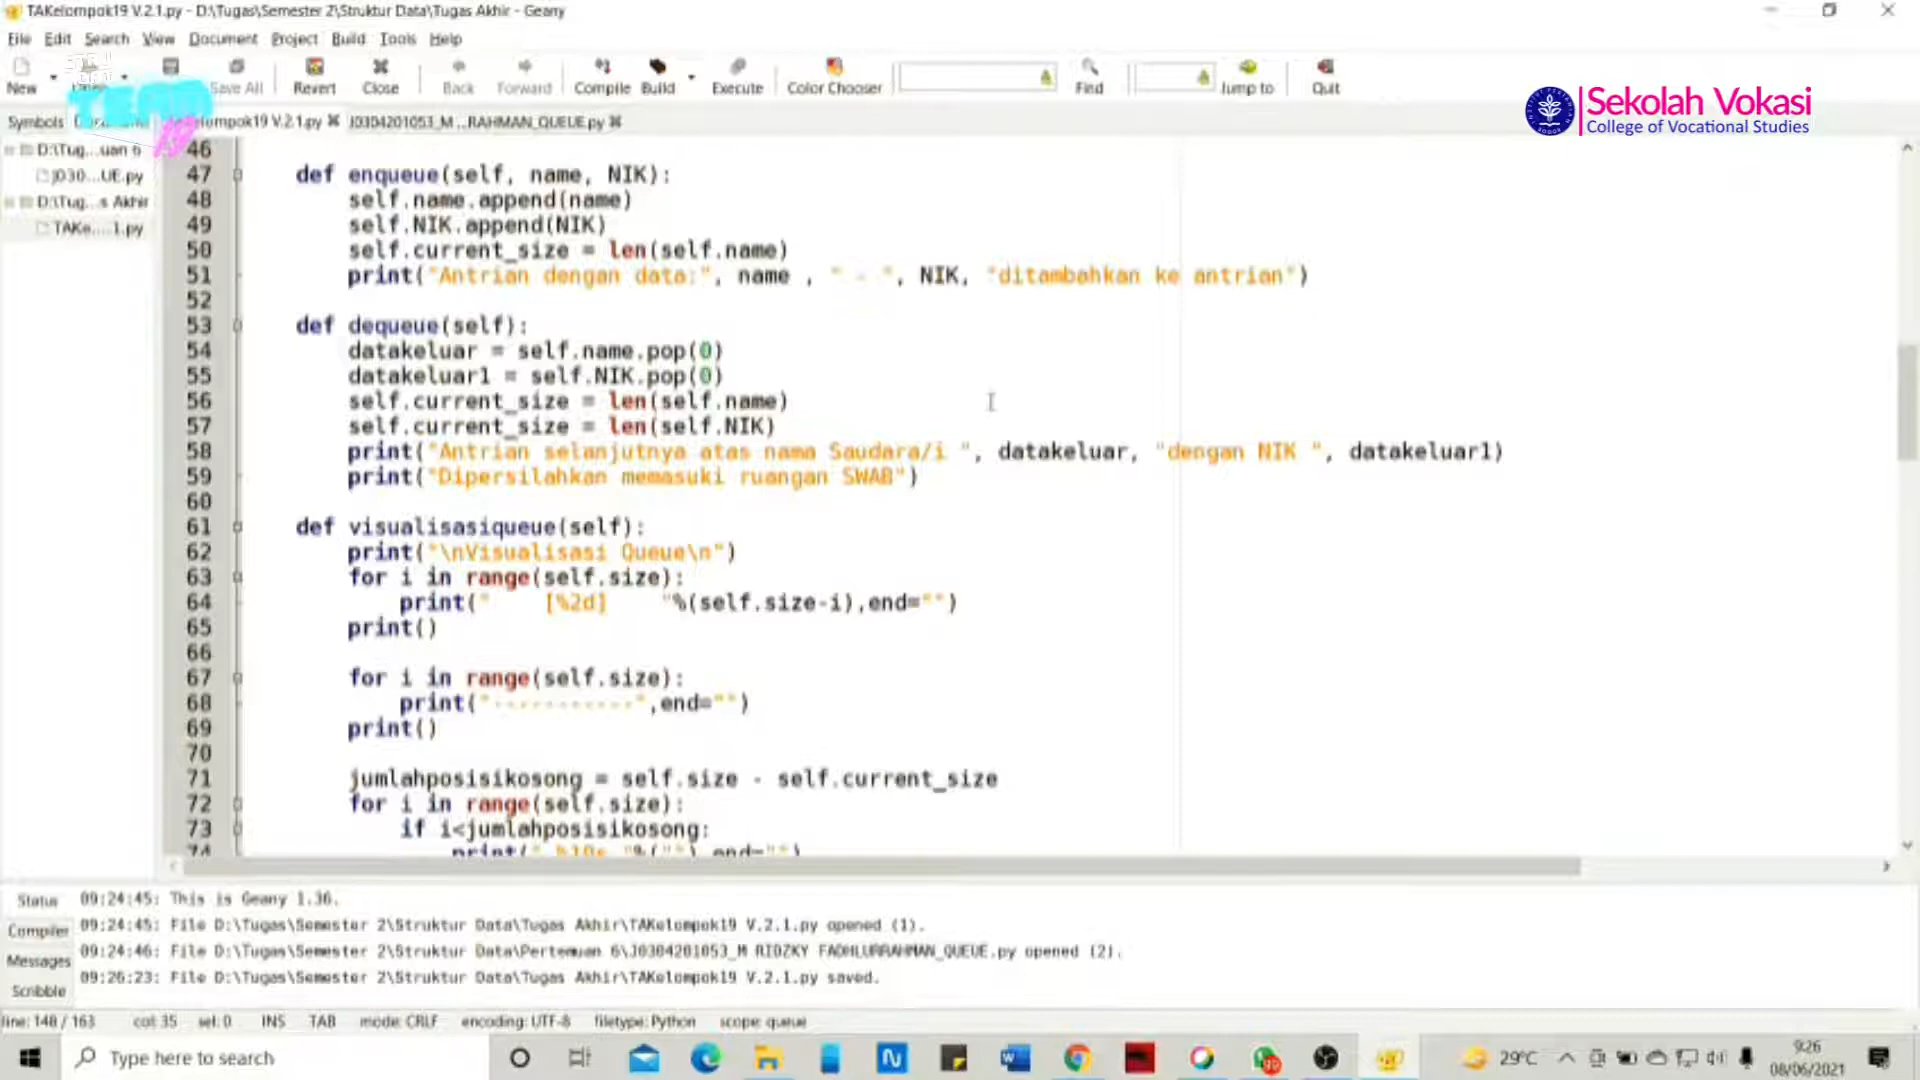 TAKelompok19 V.2.1.py - D:\Tugas\Semester 2\Struktur Data\Tugas Akhir - Geany
File Edit Search View Document Project Build Tools Help
New Save All Revert Close Back Forward Compile Build Execute Color Chooser Find Jump to Quit
Sekolah Vokasi
College of Vocational Studies
Symbols elompok19 V.2.1.py J0304201053_M ...RAHMAN_QUEUE.py
D:\Tug...uan 6
J030...UE.py
D:\Tug...s Akhir
TAKe....1.py
46
47 def enqueue(self, name, NIK):
48 self.name.append(name)
49 self.NIK.append(NIK)
50 self.current_size = len(self.name)
51 print("Antrian dengan data:", name , " - ", NIK, "ditambahkan ke antrian")
52
53 def dequeue(self):
54 datakeluar = self.name.pop(0)
55 datakeluar1 = self.NIK.pop(0)
56 self.current_size = len(self.name)
57 self.current_size = len(self.NIK)
58 print("Antrian selanjutnya atas nama Saudara/i ", datakeluar, "dengan NIK ", datakeluar1)
59 print("Dipersilahkan memasuki ruangan SWAB")
60
61 def visualisasiqueue(self):
62 print("\nVisualisasi Queue\n")
63 for i in range(self.size):
64 print("    [%2d]    "%(self.size-i),end="")
65 print()
66
67 for i in range(self.size):
68 print("-----------",end="")
69 print()
70
71 jumlahposisikosong = self.size - self.current_size
72 for i in range(self.size):
73 if i<jumlahposisikosong:
74 print(" %10s "%(""),end="")
Status 09:24:45: This is Geany 1.36.
Compiler 09:24:45: File D:\Tugas\Semester 2\Struktur Data\Tugas Akhir\TAKelompok19 V.2.1.py opened (1).
Messages 09:24:46: File D:\Tugas\Semester 2\Struktur Data\Pertemuan 6\J0304201053_M RIDZKY FADHLURRAHMAN_QUEUE.py opened (2).
09:26:23: File D:\Tugas\Semester 2\Struktur Data\Tugas Akhir\TAKelompok19 V.2.1.py saved.
Scribble
line: 148 / 163 col: 35 sel: 0 INS TAB mode: CRLF encoding: UTF-8 filetype: Python scope: queue
Type here to search
29°C
9:26
08/06/2021